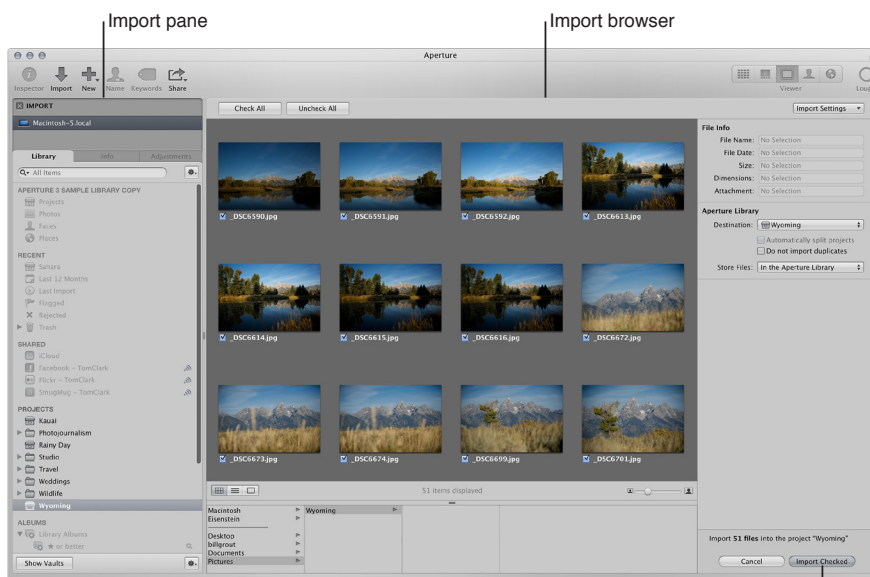 Import pane
Import browser
Aperture
Inspector Import New Name Keywords Share
Viewer
Loup
IMPORT
Macintosh-5.local
Library Info Adjustments
All Items
APERTURE 3 SAMPLE LIBRARY COPY
Projects
Photos
Faces
Places
RECENT
Sahara
Last 12 Months
Last Import
Flagged
Rejected
Trash
SHARED
iCloud
Facebook – TomClark
Flickr – TomClark
SmugMug – TomClark
PROJECTS
Kauai
Photojournalism
Rainy Day
Studio
Travel
Weddings
Wildlife
Wyoming
ALBUMS
Library Albums
★ or better
Show Vaults
Check All Uncheck All
_DSC6590.jpg _DSC6591.jpg _DSC6592.jpg _DSC6613.jpg
_DSC6614.jpg _DSC6615.jpg _DSC6616.jpg _DSC6672.jpg
_DSC6673.jpg _DSC6674.jpg _DSC6699.jpg _DSC6701.jpg
51 items displayed
Macintosh
Eisenstein
Desktop
billgrout
Documents
Pictures
Wyoming
Import Settings
File Info
File Name: No Selection
File Date: No Selection
Size: No Selection
Dimensions: No Selection
Attachment: No Selection
Aperture Library
Destination: Wyoming
Automatically split projects
Do not import duplicates
Store Files: In the Aperture Library
Import 51 files into the project "Wyoming"
Cancel Import Checked